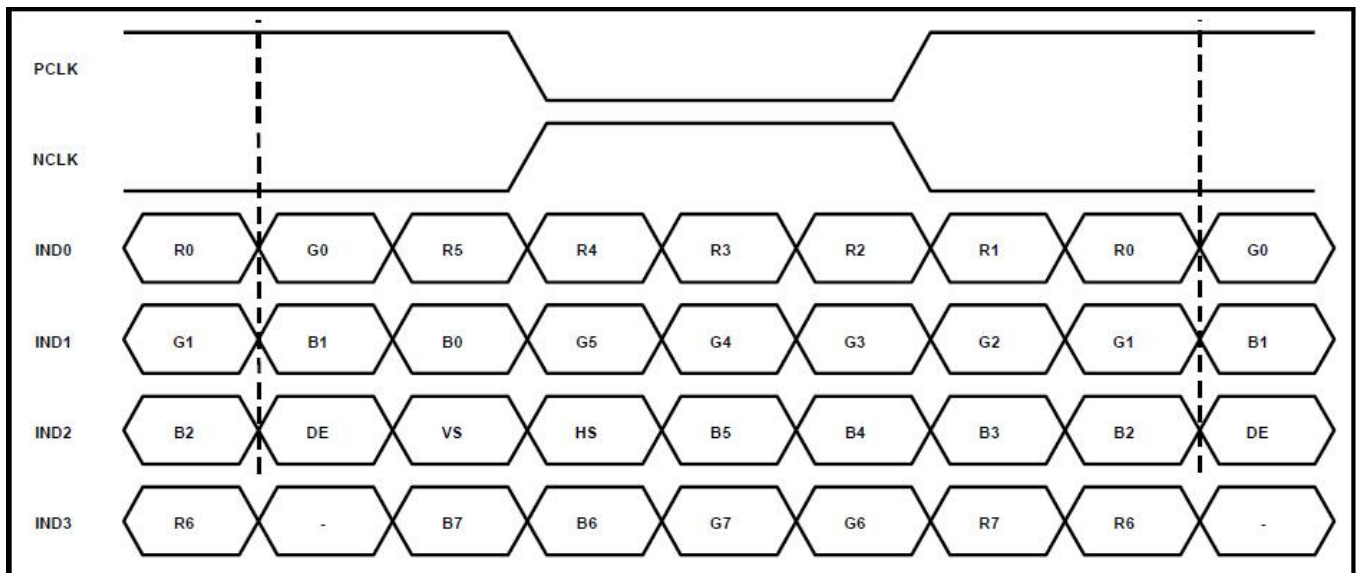 PCLK
NCLK
IND0 R0 G0 R5 R4 R3 R2 R1 R0 G0
IND1 G1 B1 B0 G5 G4 G3 G2 G1 B1
IND2 B2 DE VS HS B5 B4 B3 B2 DE
IND3 R6 - B7 B6 G7 G6 R7 R6 -